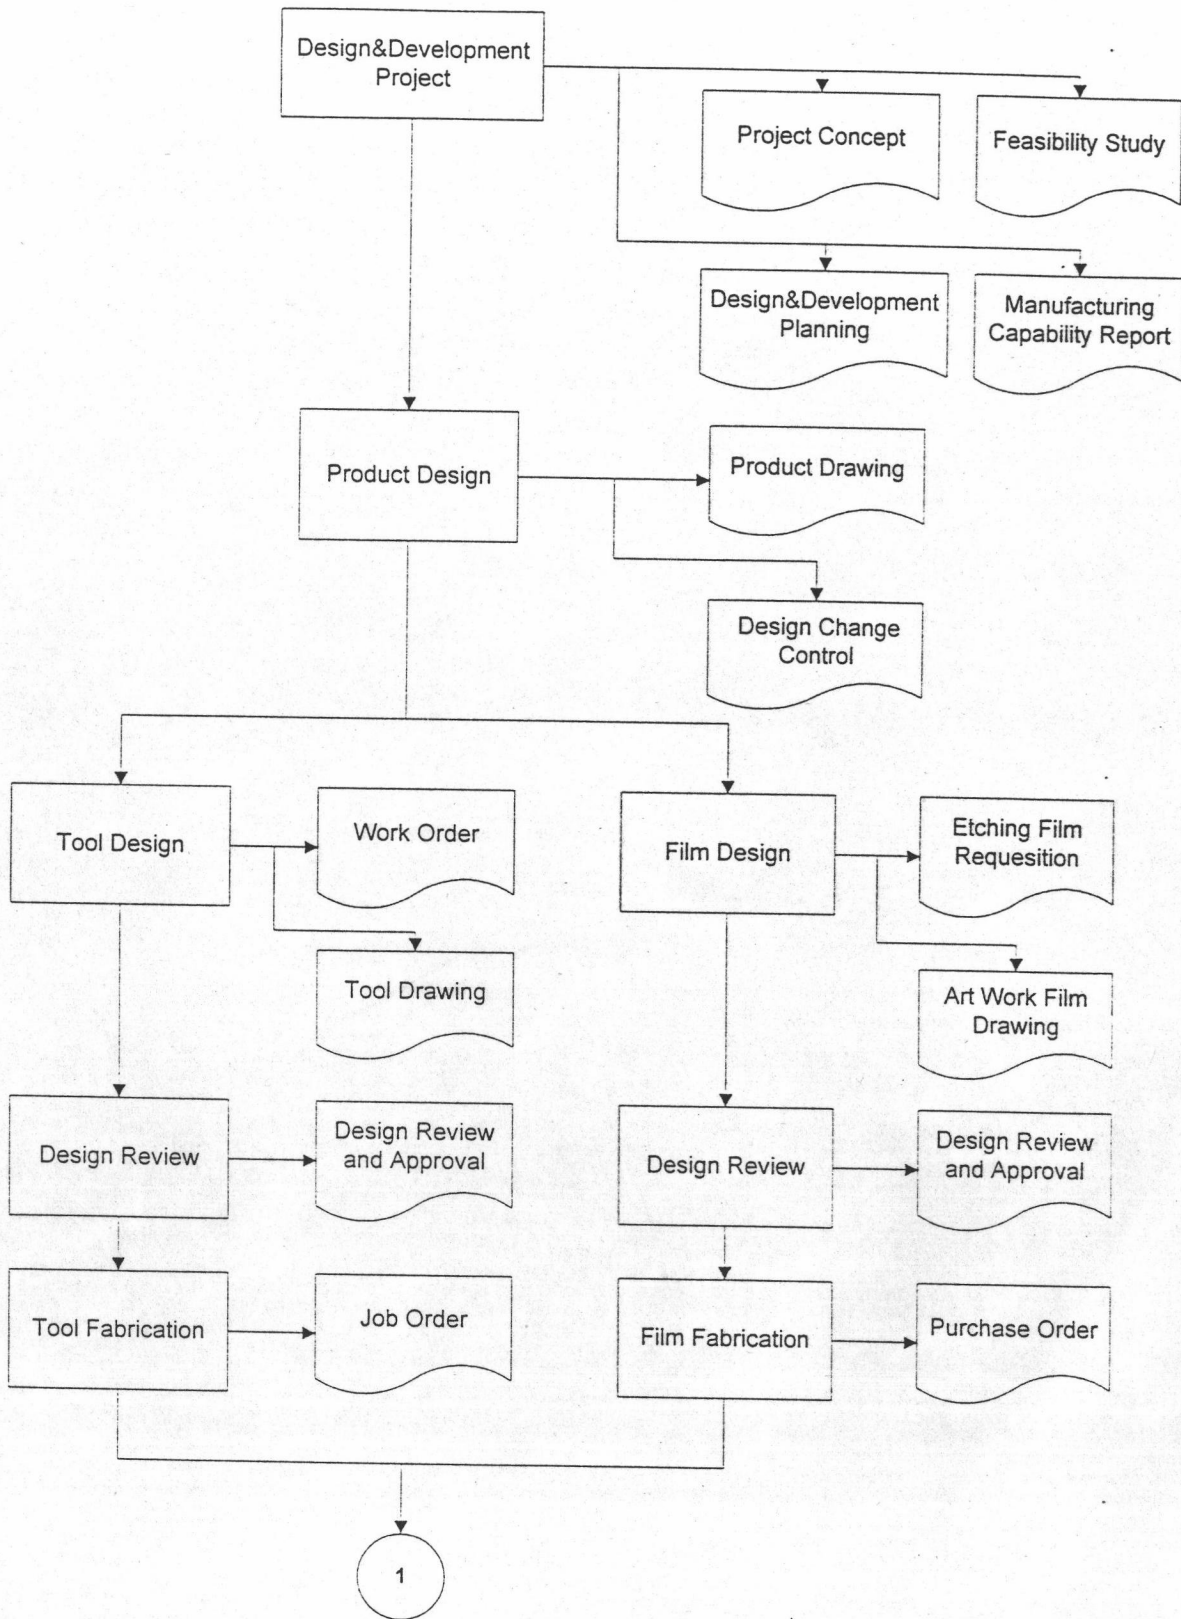 Design&Development
Project
Project Concept
Feasibility Study
Design&Development
Planning
Manufacturing
Capability Report
Product Design
Product Drawing
Design Change
Control
Tool Design
Work Order
Film Design
Etching Film
Requesition
Tool Drawing
Art Work Film
Drawing
Design Review
Design Review
and Approval
Design Review
Design Review
and Approval
Tool Fabrication
Job Order
Film Fabrication
Purchase Order
1